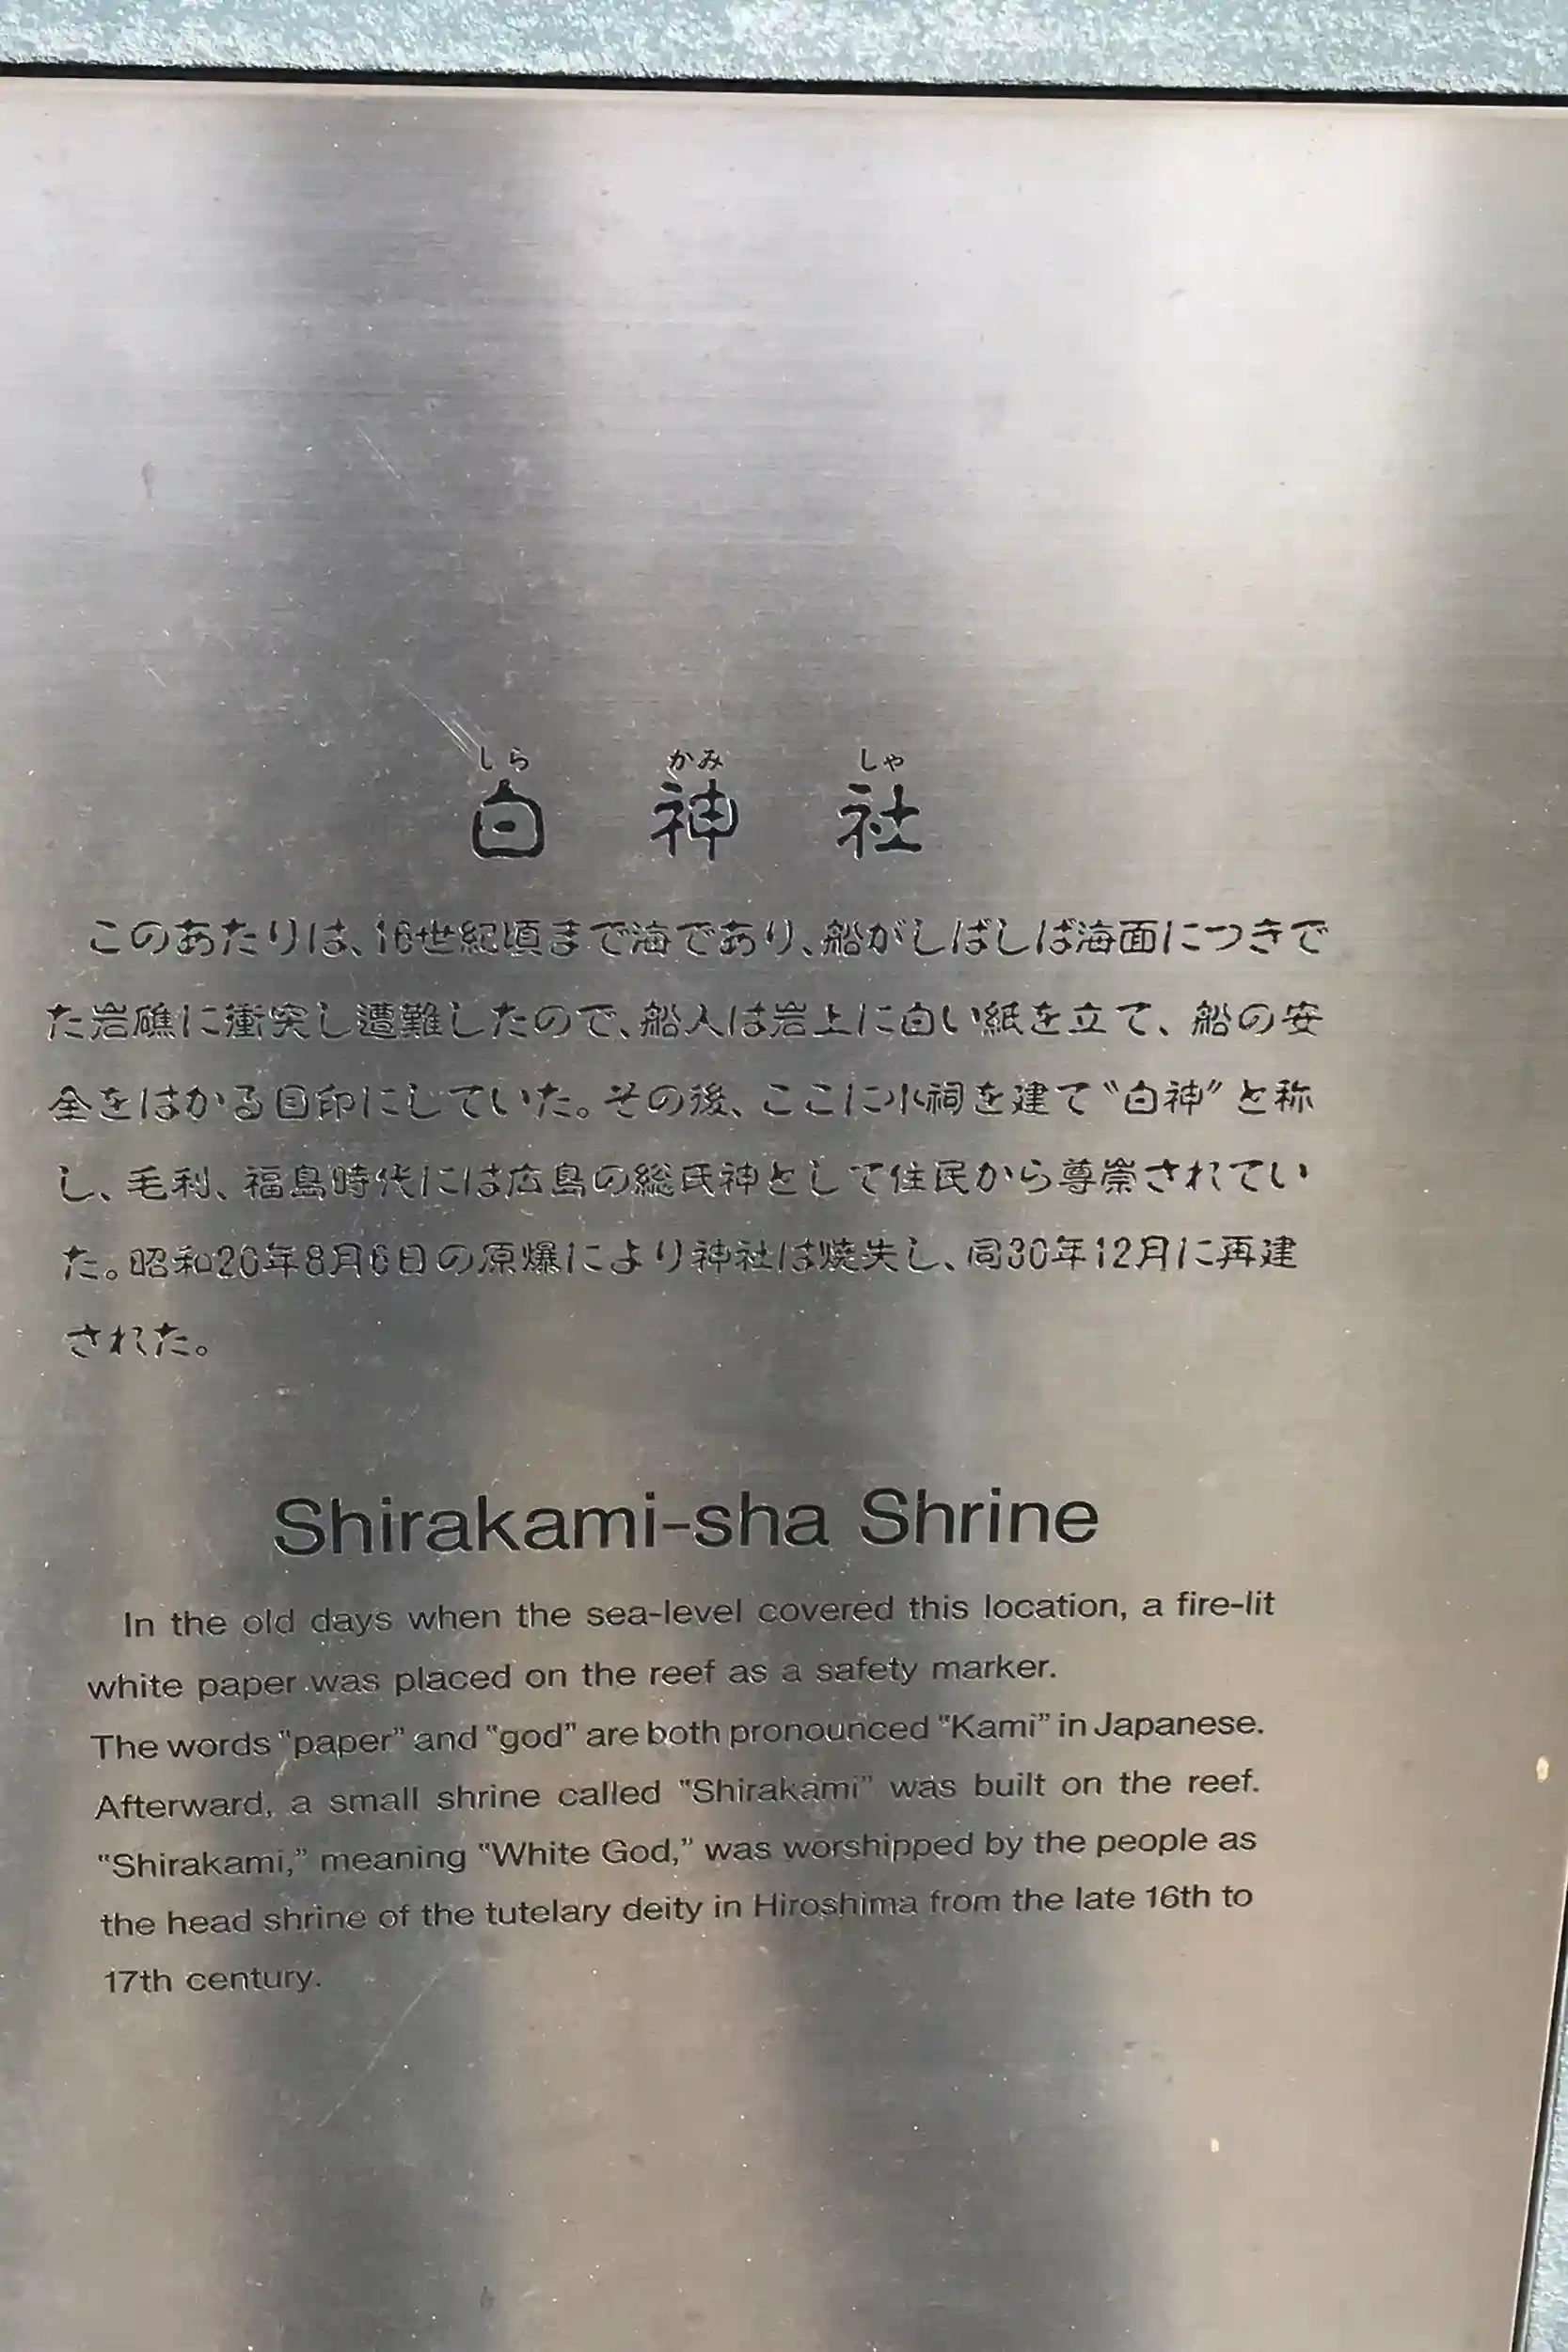 しら かみ しゃ
白 神 社
このあたりは、16世紀頃まで海であり、船がしばしば海面につきで
た岩礁に衝突し遭難したので、船人は岩上に白い紙を立て、船の安
全をはかる目印にしていた。その後、ここに小祠を建て〝白神〟と称
し、毛利、福島時代には広島の総氏神として住民から尊崇されてい
た。昭和20年8月6日の原爆により神社は焼失し、同30年12月に再建
された。
Shirakami-sha Shrine
In the old days when the sea-level covered this location, a fire-lit
white paper was placed on the reef as a safety marker.
The words "paper" and "god" are both pronounced "Kami" in Japanese.
Afterward, a small shrine called "Shirakami" was built on the reef.
"Shirakami," meaning "White God," was worshipped by the people as
the head shrine of the tutelary deity in Hiroshima from the late 16th to
17th century.